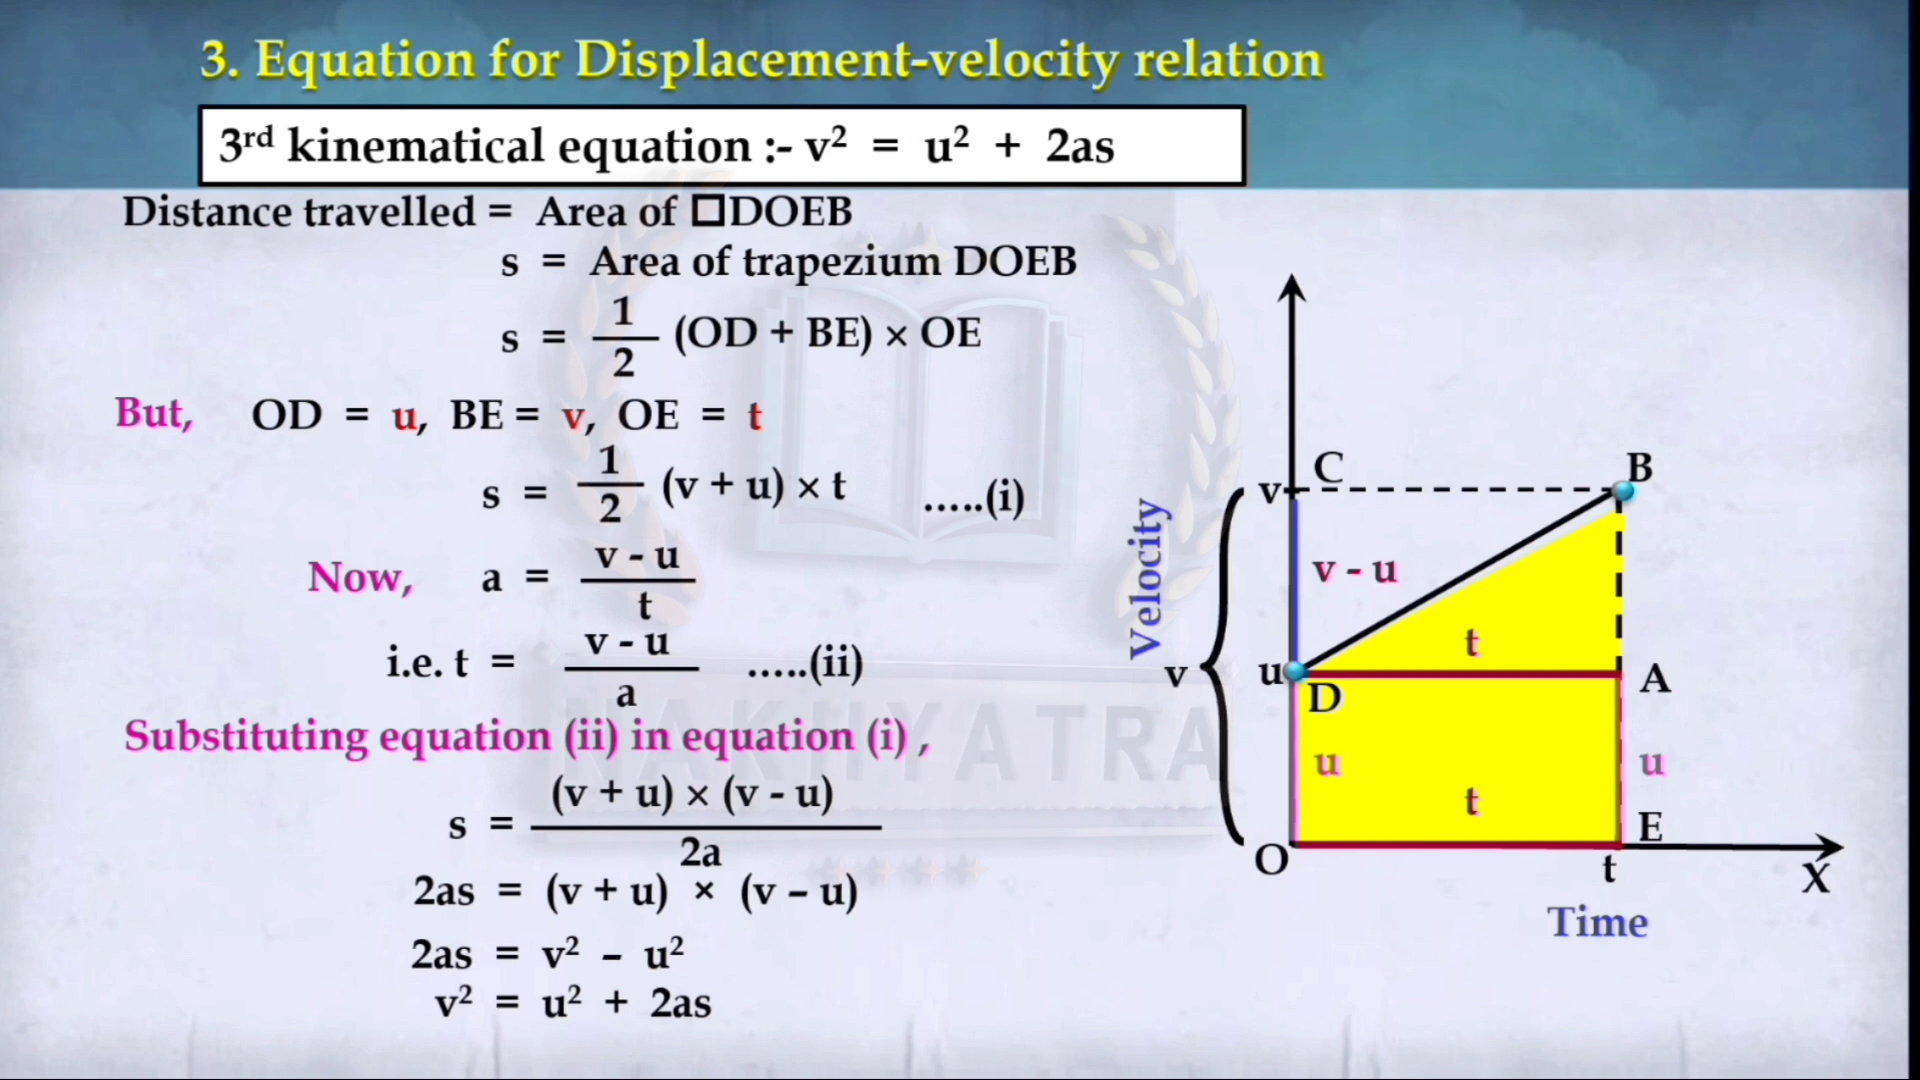 3. Equation for Displacement-velocity relation
3rd kinematical equation :- v² = u² + 2as
Distance travelled = Area of □DOEB
s = Area of trapezium DOEB
s = 1/2 (OD + BE) × OE
But, OD = u, BE = v, OE = t
s = 1/2 (v + u) × t .....(i)
Now, a = v - u / t
i.e. t = v - u / a .....(ii)
Substituting equation (ii) in equation (i) ,
s = (v + u) × (v - u) / 2a
2as = (v + u) × (v – u)
2as = v² – u²
v² = u² + 2as
C
B
v
Velocity
v - u
t
v
u
D
A
u
u
t
E
O
t
X
Time
NAKHYATRA